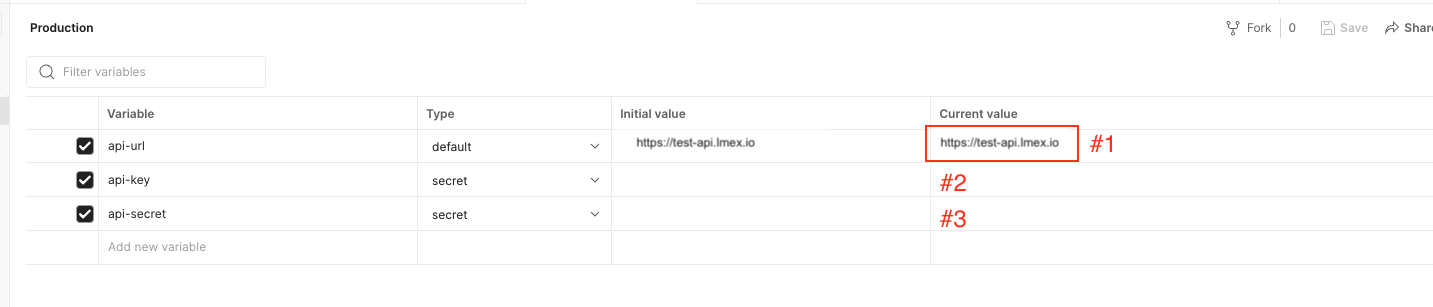 Production
Fork 0 Save Share
Filter variables
Variable Type Initial value Current value
api-url default https://test-api.lmex.io https://test-api.lmex.io #1
api-key secret #2
api-secret secret #3
Add new variable